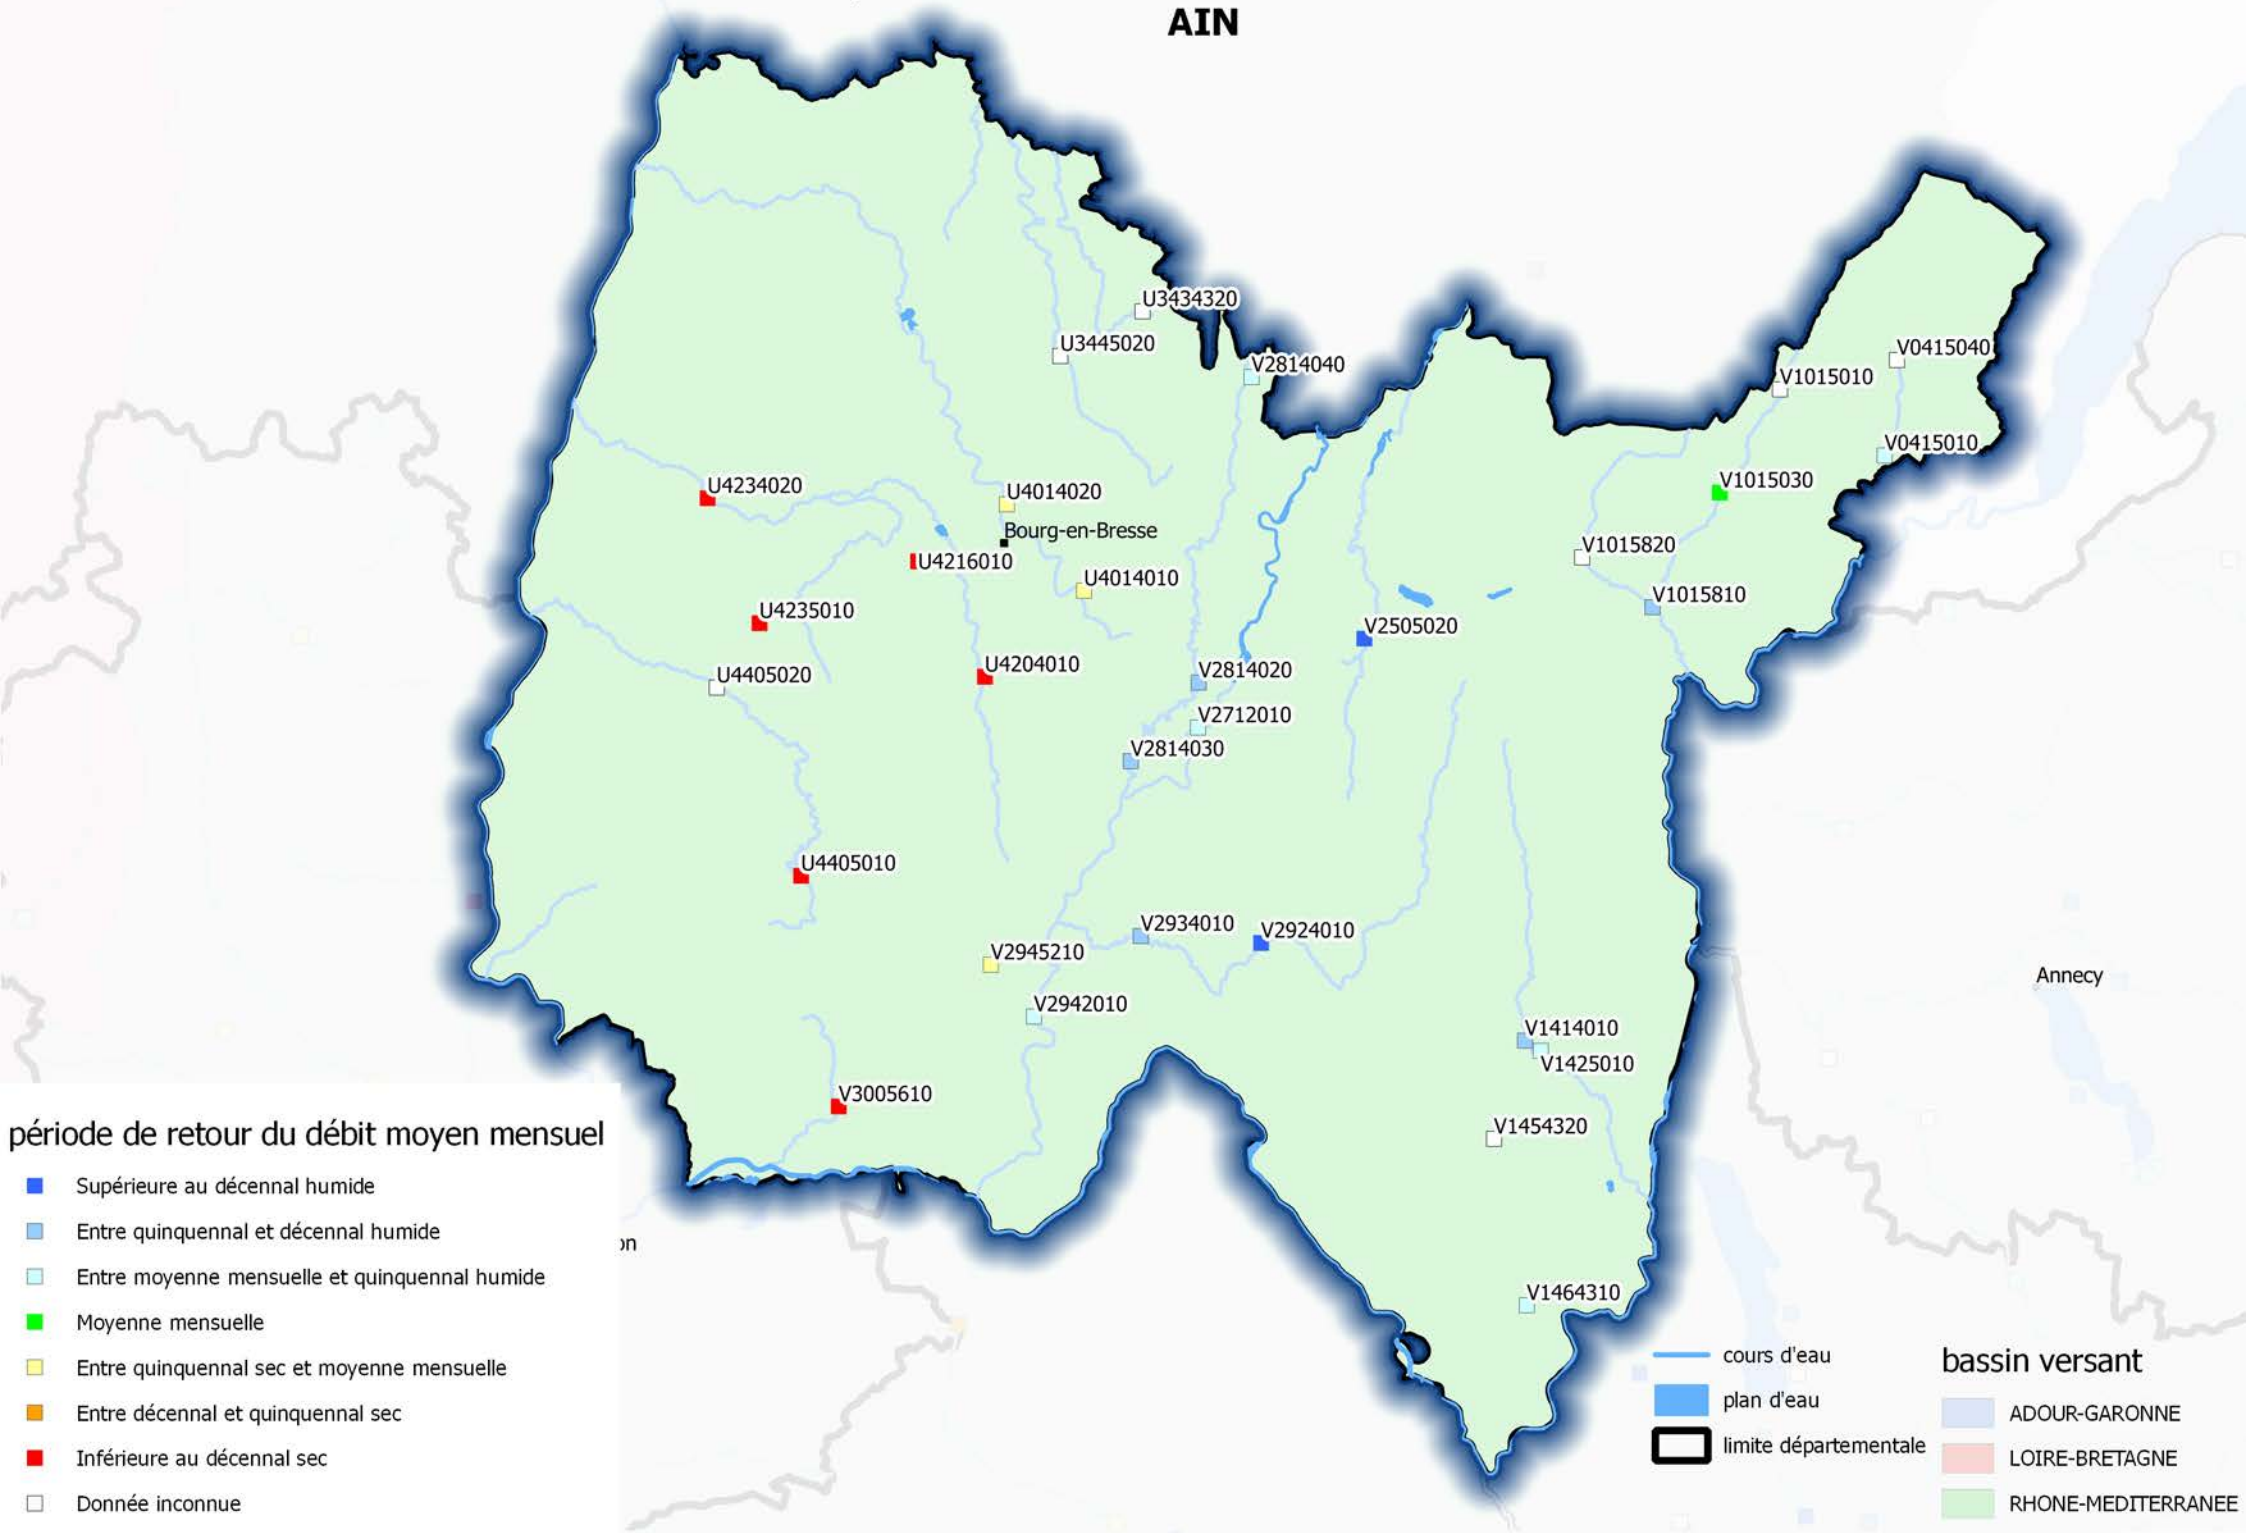 AIN
U3434320
U3445020
V0415040
V2814040
V1015010
V0415010
V1015030
U4234020
U4014020
Bourg-en-Bresse
V1015820
U4216010
U4014010
V1015810
U4235010
V2505020
U4204010
V2814020
U4405020
V2712010
V2814030
U4405010
V2934010
V2924010
V2945210
Annecy
V2942010
V1414010
V1425010
V3005610
V1454320
on
V1464310
période de retour du débit moyen mensuel
Supérieure au décennal humide
Entre quinquennal et décennal humide
Entre moyenne mensuelle et quinquennal humide
Moyenne mensuelle
Entre quinquennal sec et moyenne mensuelle
Entre décennal et quinquennal sec
Inférieure au décennal sec
Donnée inconnue
cours d'eau
plan d'eau
limite départementale
bassin versant
ADOUR-GARONNE
LOIRE-BRETAGNE
RHONE-MEDITERRANEE